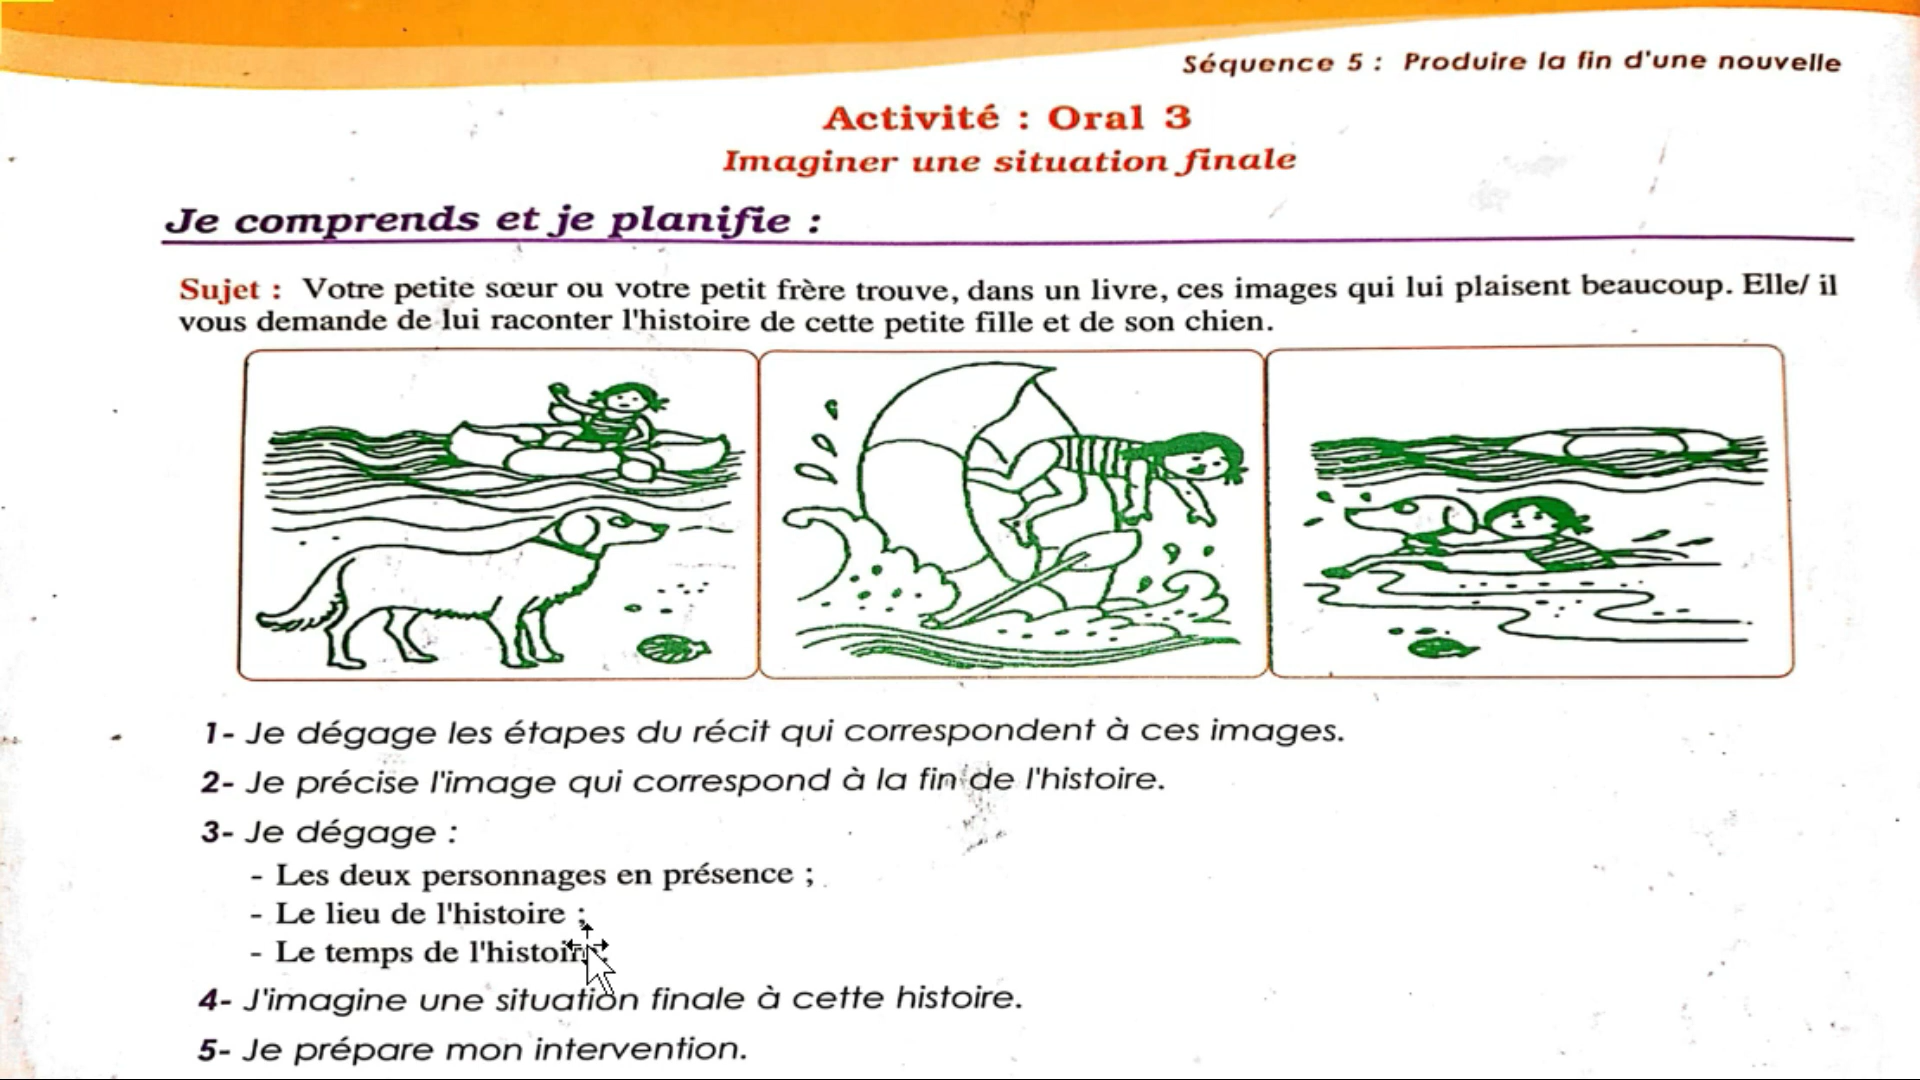 Séquence 5 : Produire la fin d'une nouvelle
Activité : Oral 3
Imaginer une situation finale
Je comprends et je planifie :
Sujet : Votre petite sœur ou votre petit frère trouve, dans un livre, ces images qui lui plaisent beaucoup. Elle/ il
vous demande de lui raconter l'histoire de cette petite fille et de son chien.
1- Je dégage les étapes du récit qui correspondent à ces images.
2- Je précise l'image qui correspond à la fin de l'histoire.
3- Je dégage :
- Les deux personnages en présence ;
- Le lieu de l'histoire ;
- Le temps de
4- J'imagine une situation finale à cette histoire.
5- Je prépare mon intervention.